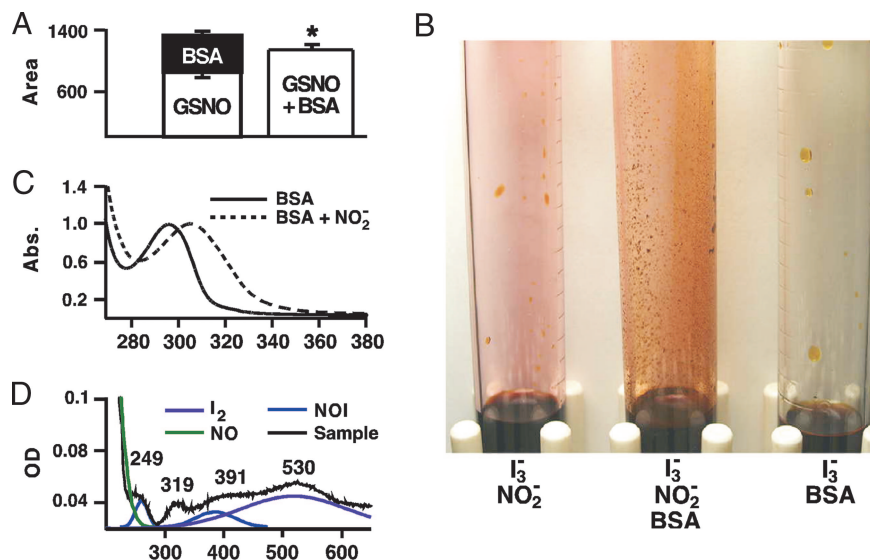 A
1400
600
Area
BSA
GSNO
*
GSNO
+ BSA
B
I₃⁻
NO₂⁻
I₃⁻
NO₂⁻
BSA
I₃⁻
BSA
C
1.4
1.0
0.6
0.2
Abs.
BSA
BSA + NO₂⁻
280 300 320 340 360 380
D
0.1
0.08
0.04
OD
I₂
NO
NOI
Sample
249
319
391
530
300 400 500 600